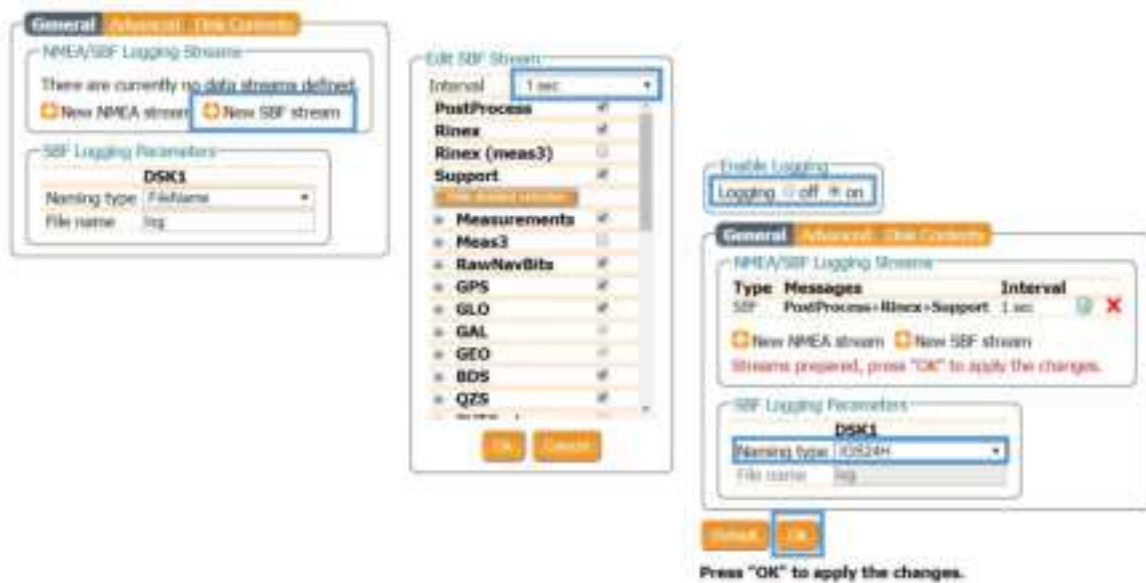 General Advanced Disk Contents
NMEA/SBF Logging Streams
There are currently no data streams defined.
New NMEA stream New SBF stream
SBF Logging Parameters
DSK1
Naming type FileName
File name log
Edit SBF Stream
Interval 1 sec
PostProcess
Rinex
Rinex (meas3)
Support
Measurements
Meas3
RawNavBits
GPS
GLO
GAL
GEO
BDS
QZS
Ok Cancel
Enable Logging
Logging off on
General Advanced Disk Contents
NMEA/SBF Logging Streams
Type Messages Interval
SBF PostProcess+Rinex+Support 1 sec
New NMEA stream New SBF stream
Streams prepared, press "OK" to apply the changes.
SBF Logging Parameters
DSK1
Naming type IGS24H
File name log
Default Ok
Press "OK" to apply the changes.